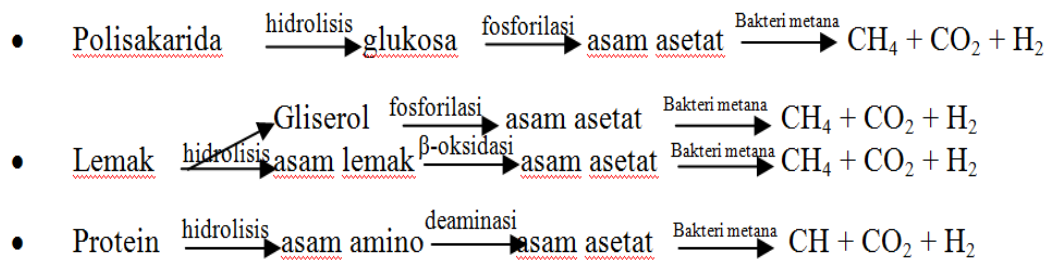 • Polisakarida hidrolisis glukosa fosforilasi asam asetat Bakteri metana CH₄ + CO₂ + H₂
Gliserol fosforilasi asam asetat Bakteri metana CH₄ + CO₂ + H₂
• Lemak hidrolisis asam lemak β-oksidasi asam asetat Bakteri metana CH₄ + CO₂ + H₂
• Protein hidrolisis asam amino deaminasi asam asetat Bakteri metana CH + CO₂ + H₂